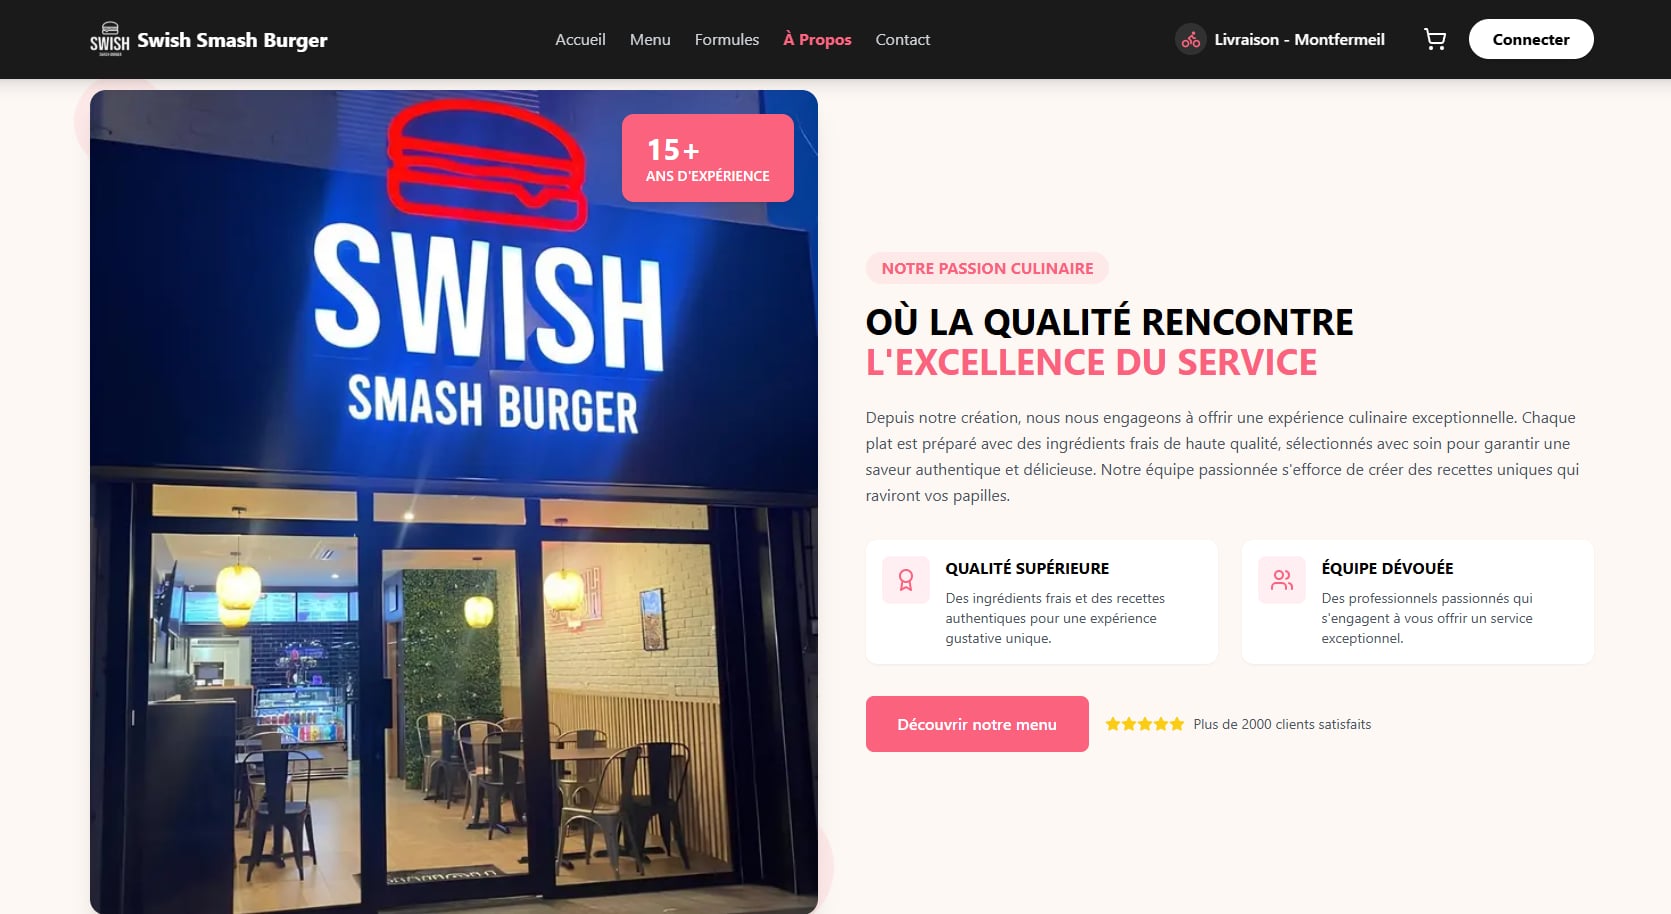 SWISH
SMASH BURGER
Swish Smash Burger
Accueil
Menu
Formules
À Propos
Contact
Livraison - Montfermeil
Connecter
15+
ANS D'EXPÉRIENCE
SWISH
SMASH BURGER
NOTRE PASSION CULINAIRE
OÙ LA QUALITÉ RENCONTRE
L'EXCELLENCE DU SERVICE
Depuis notre création, nous nous engageons à offrir une expérience culinaire exceptionnelle. Chaque
plat est préparé avec des ingrédients frais de haute qualité, sélectionnés avec soin pour garantir une
saveur authentique et délicieuse. Notre équipe passionnée s'efforce de créer des recettes uniques qui
raviront vos papilles.
QUALITÉ SUPÉRIEURE
Des ingrédients frais et des recettes
authentiques pour une expérience
gustative unique.
ÉQUIPE DÉVOUÉE
Des professionnels passionnés qui
s'engagent à vous offrir un service
exceptionnel.
Découvrir notre menu
Plus de 2000 clients satisfaits